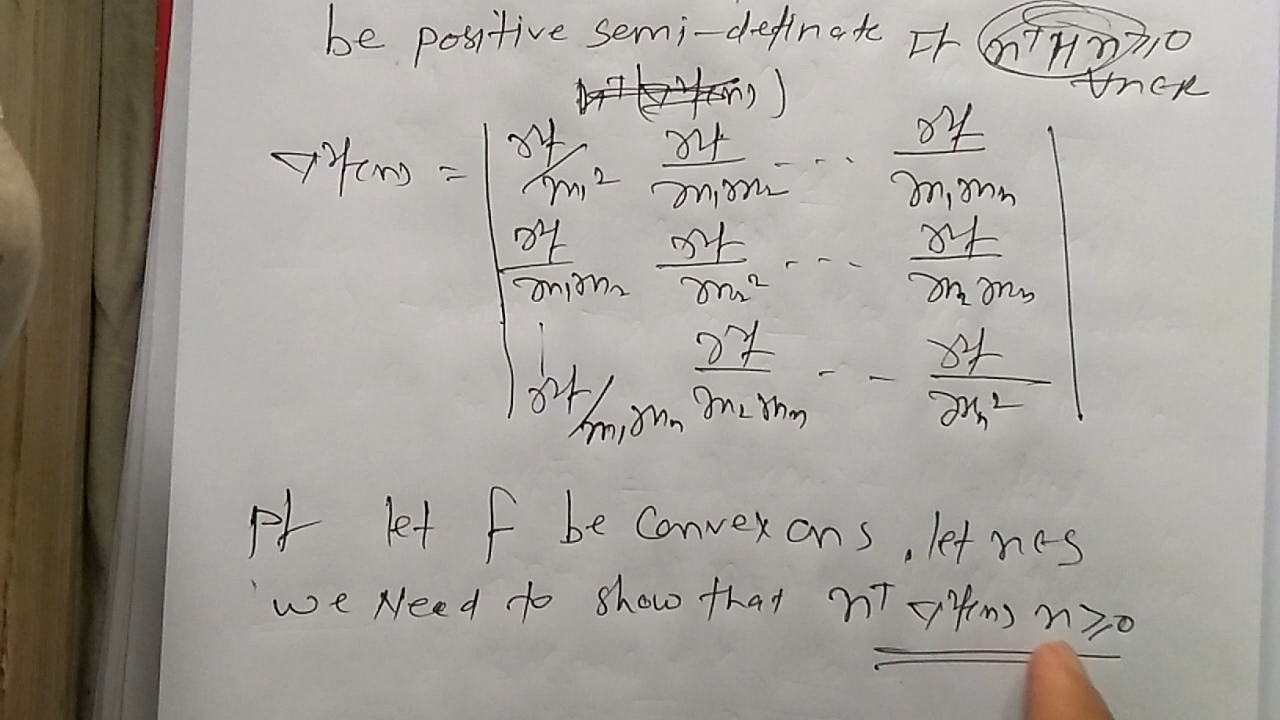 be positive semi-definate If xᵀHx≥0
∀x∈R
∇²f(x) = | ∂²f/∂x₁² ∂²f/∂x₁∂x₂ ... ∂²f/∂x₁∂xₙ |
∂²f/∂x₁∂x₂ ∂²f/∂x₂² ... ∂²f/∂x₂∂xₙ
∂²f/∂x₁∂xₙ ∂²f/∂x₂∂xₙ -- ∂²f/∂xₙ²
Pf let f be convex on s, let x∈s
we Need to show that xᵀ ∇²f(x) x≥0